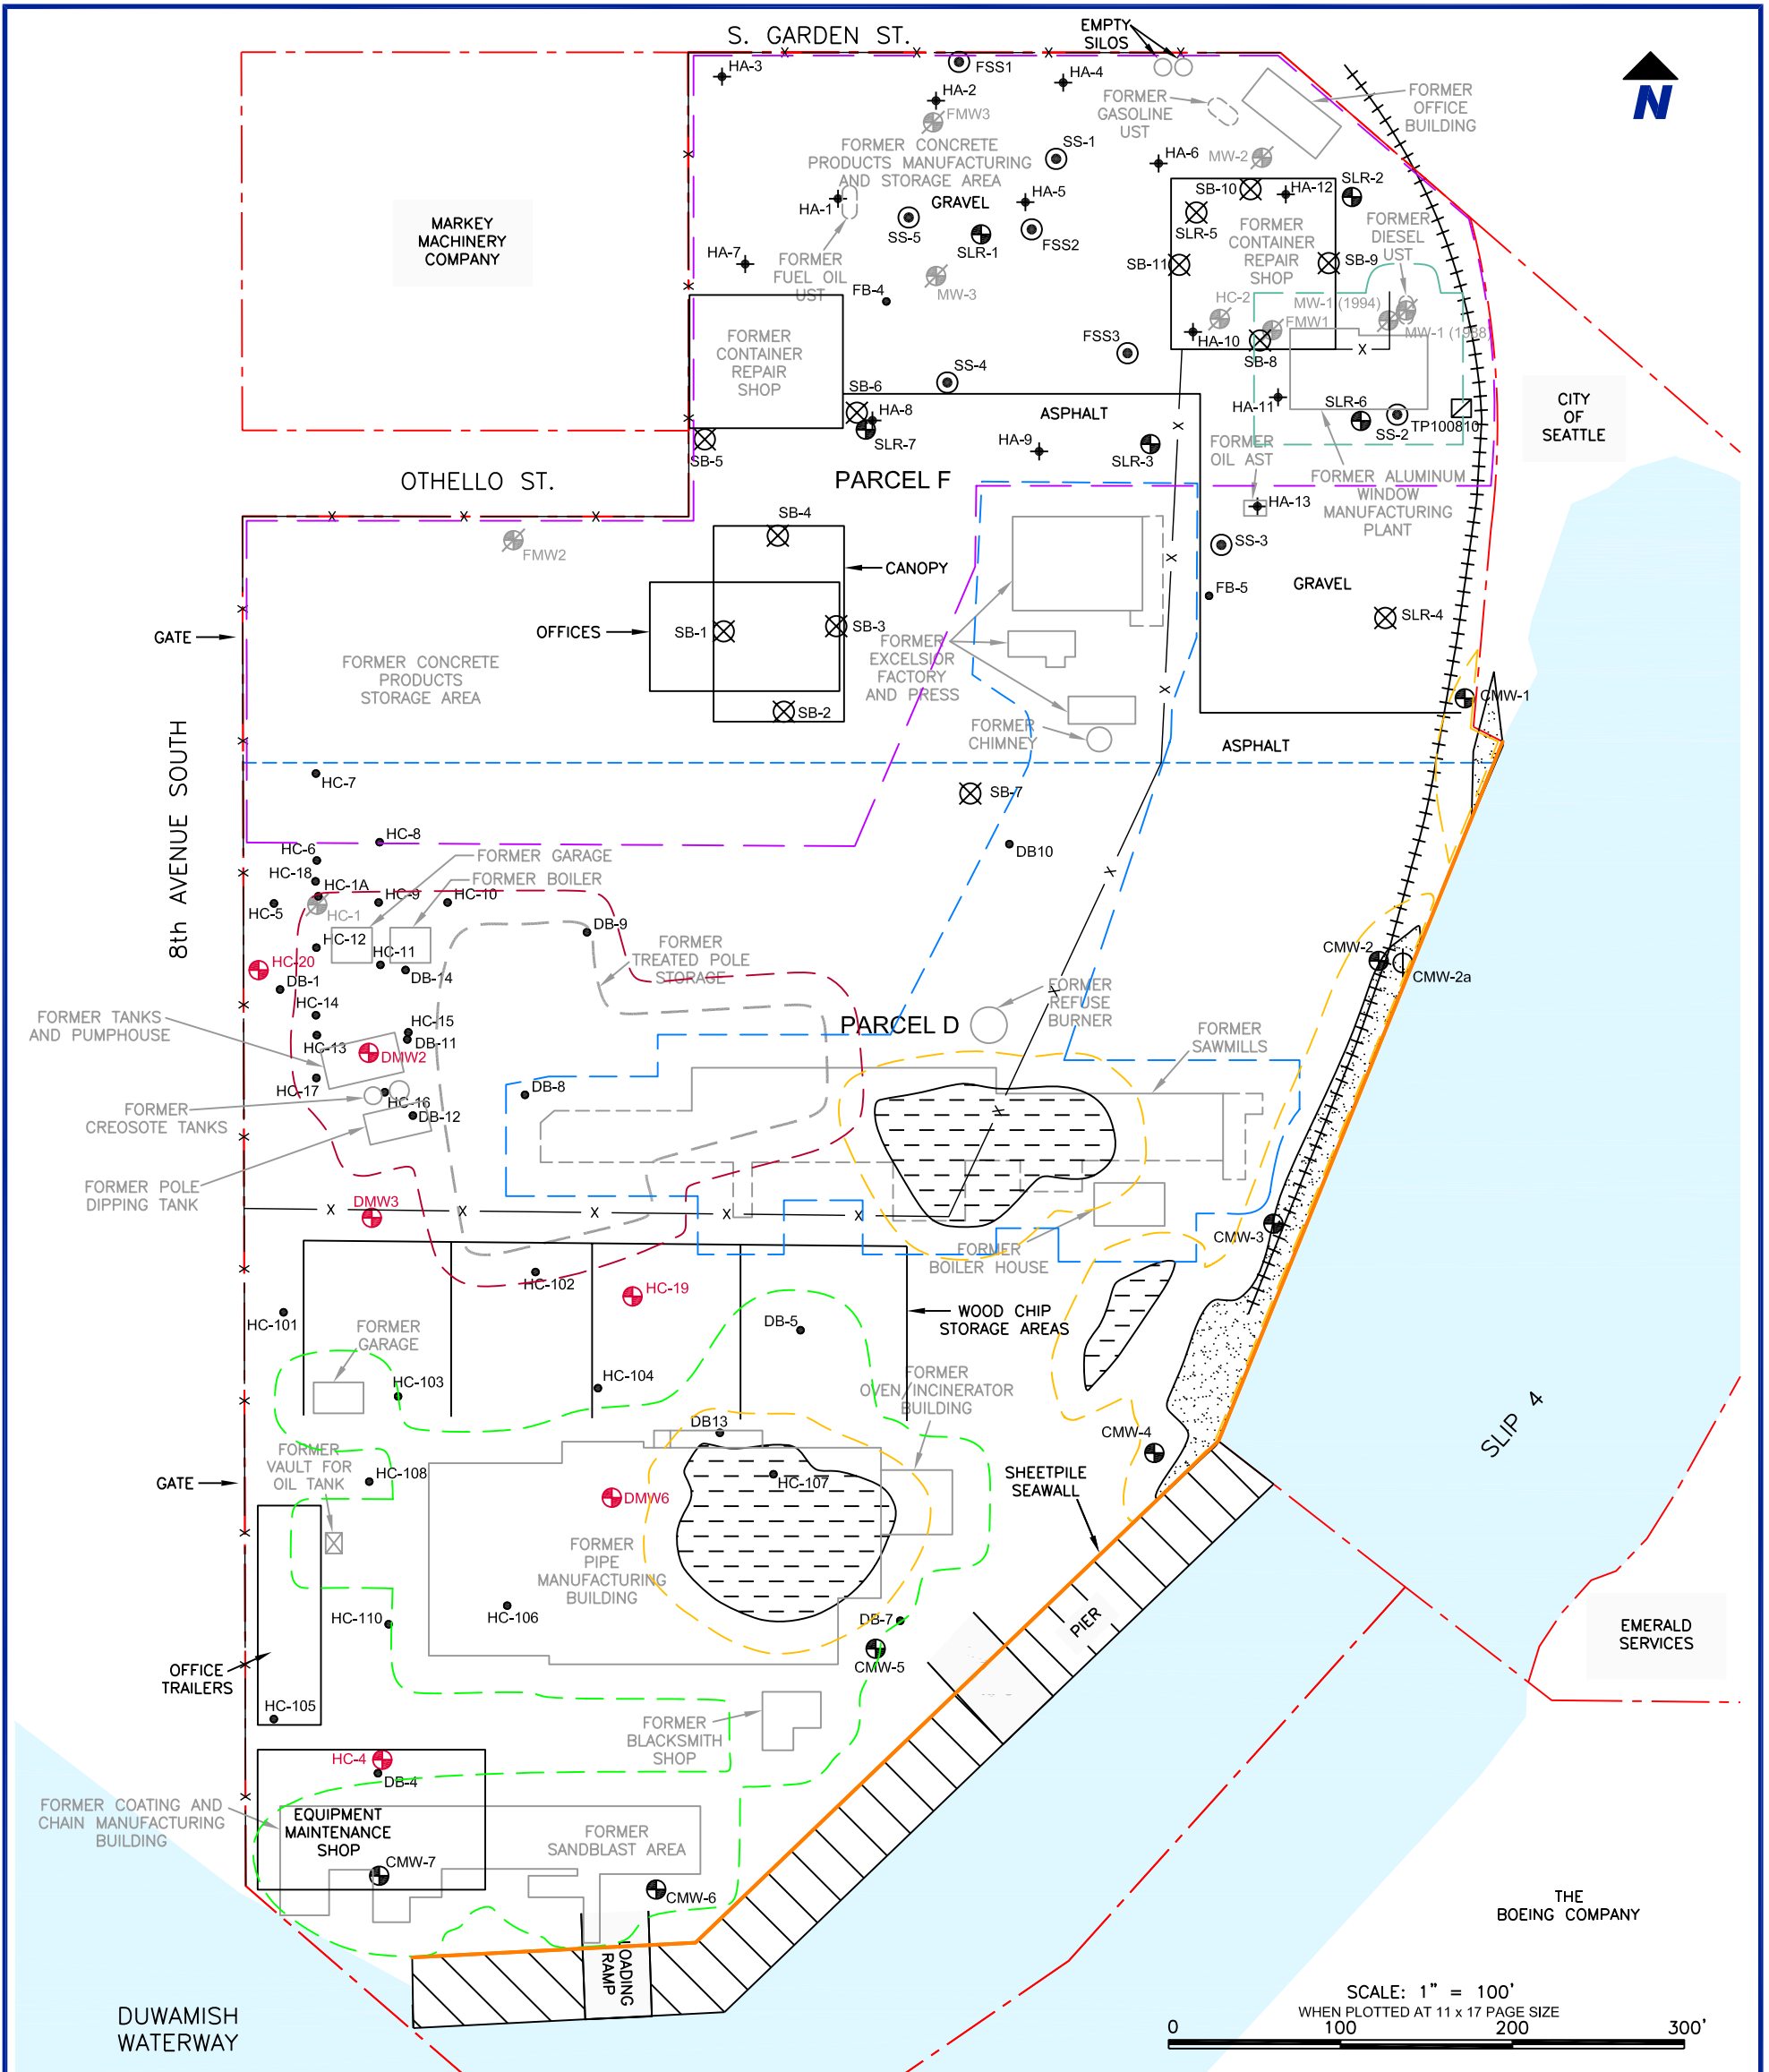 S. GARDEN ST.
EMPTY
SILOS
N
HA-3
FSS1
HA-4
HA-2
FMW3
FORMER
GASOLINE
UST
FORMER
OFFICE
BUILDING
FORMER CONCRETE
PRODUCTS MANUFACTURING
AND STORAGE AREA
SS-1
HA-6
MW-2
HA-1
GRAVEL
HA-5
SB-10
HA-12
SLR-2
SS-5
SLR-1
FSS2
SLR-5
FORMER
CONTAINER
REPAIR
SHOP
FORMER
DIESEL
UST
MARKEY
MACHINERY
COMPANY
HA-7
FORMER
FUEL OIL
UST
MW-3
SB-11
SB-9
FB-4
HC-2
MW-1 (1994)
FMW1
MW-1 (1988)
FORMER
CONTAINER
REPAIR
SHOP
FSS3
HA-10
SB-8
X
SS-4
SB-6
HA-8
SLR-7
ASPHALT
HA-11
SLR-6
SS-2
TP100810
CITY
OF
SEATTLE
SB-5
HA-9
SLR-3
FORMER
OIL AST
OTHELLO ST.
PARCEL F
FORMER ALUMINUM
WINDOW
MANUFACTURING
PLANT
HA-13
SB-4
FMW2
SS-3
CANOPY
GRAVEL
FB-5
GATE
OFFICES
SB-1
SB-3
SLR-4
FORMER
EXCELSIOR
FACTORY
AND PRESS
FORMER CONCRETE
PRODUCTS
STORAGE AREA
SB-2
CMW-1
FORMER
CHIMNEY
ASPHALT
8th AVENUE SOUTH
HC-7
SB-7
HC-8
HC-6
FORMER GARAGE
DB10
HC-18
FORMER BOILER
HC-1A
HC-9
HC-10
HC-5
HC-1
HC-12
DB-9
FORMER
TREATED POLE
STORAGE
HC-11
HC-20
DB-14
DB-1
CMW-2
CMW-2a
HC-14
FORMER
REFUSE
BURNER
FORMER TANKS
AND PUMPHOUSE
HC-15
DB-11
PARCEL D
FORMER
SAWMILLS
HC-13
DMW2
HC-17
HC-16
DB-8
FORMER
CREOSOTE TANKS
DB-12
FORMER POLE
DIPPING TANK
DMW3
CMW-3
FORMER
BOILER HOUSE
HC-102
HC-19
HC-101
DB-5
WOOD CHIP
STORAGE AREAS
FORMER
GARAGE
HC-103
HC-104
FORMER
OVEN/INCINERATOR
BUILDING
SLIP 4
DB13
CMW-4
FORMER
VAULT FOR
OIL TANK
GATE
HC-108
HC-107
SHEETPILE
SEAWALL
DMW6
FORMER
PIPE
MANUFACTURING
BUILDING
HC-106
HC-110
DB-7
PIER
EMERALD
SERVICES
CMW-5
OFFICE
TRAILERS
HC-105
FORMER
BLACKSMITH
SHOP
HC-4
DB-4
FORMER COATING AND
CHAIN MANUFACTURING
BUILDING
EQUIPMENT
MAINTENANCE
SHOP
FORMER
SANDBLAST AREA
CMW-7
CMW-6
THE
BOEING COMPANY
LOADING
RAMP
DUWAMISH
WATERWAY
SCALE: 1" = 100'
WHEN PLOTTED AT 11 x 17 PAGE SIZE
0 100 200 300'